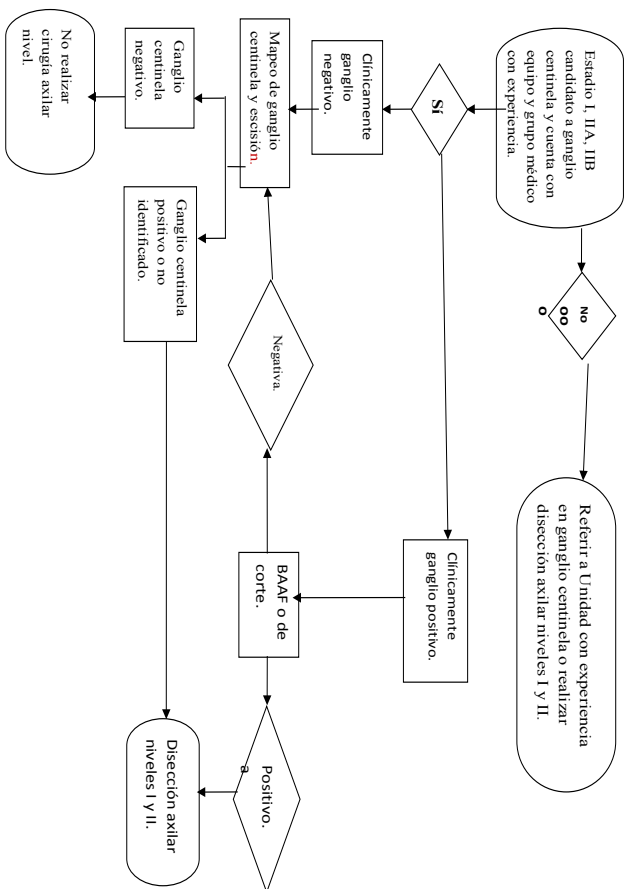 Estadio I, IIA, IIB
candidato a ganglio
centinela y cuenta con
equipo y grupo médico
con experiencia.
No
oo
o
Referir a Unidad con experiencia
en ganglio centinela o realizar
disección axilar niveles I y II.
Sí
Clínicamente
ganglio
negativo.
Clínicamente
ganglio positivo.
Mapeo de ganglio
centinela y escisión.
Negativa.
BAAF o de
corte.
Positivo.
a
Ganglio
centinela
negativo.
Ganglio centinela
positivo o no
identificado.
Disección axilar
niveles I y II.
No realizar
cirugía axilar
nivel.